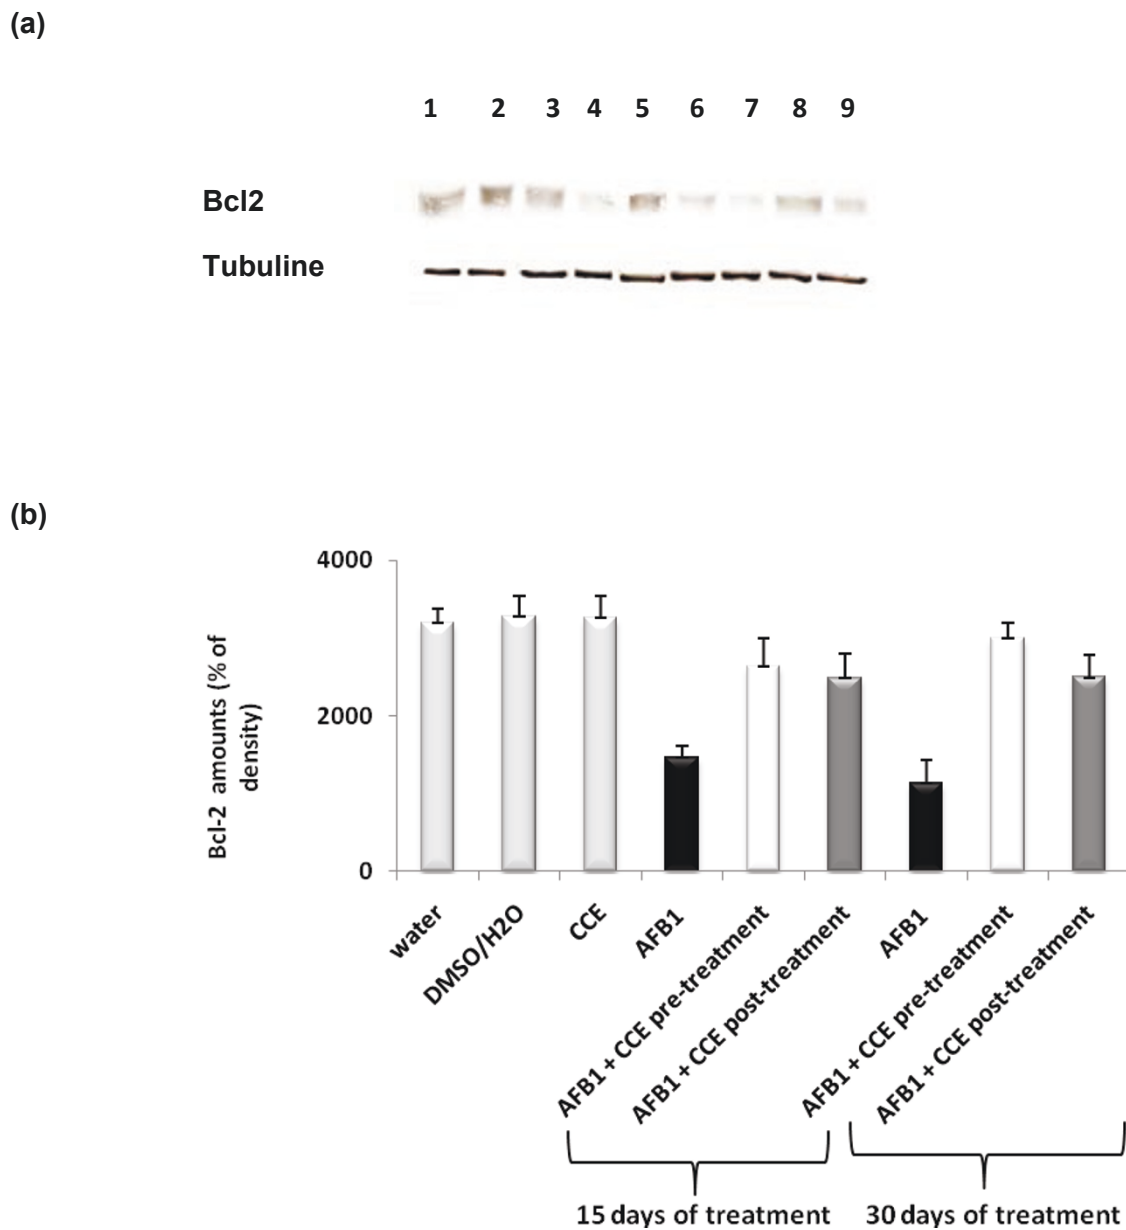 (a)
1 2 3 4 5 6 7 8 9
Bcl2
Tubuline
(b)
Bcl-2 amounts (% of
density)
4000
2000
0
water
DMSO/H2O
CCE
AFB1
AFB1 + CCE pre-treatment
AFB1 + CCE post-treatment
AFB1
AFB1 + CCE pre-treatment
AFB1 + CCE post-treatment
15 days of treatment
30 days of treatment